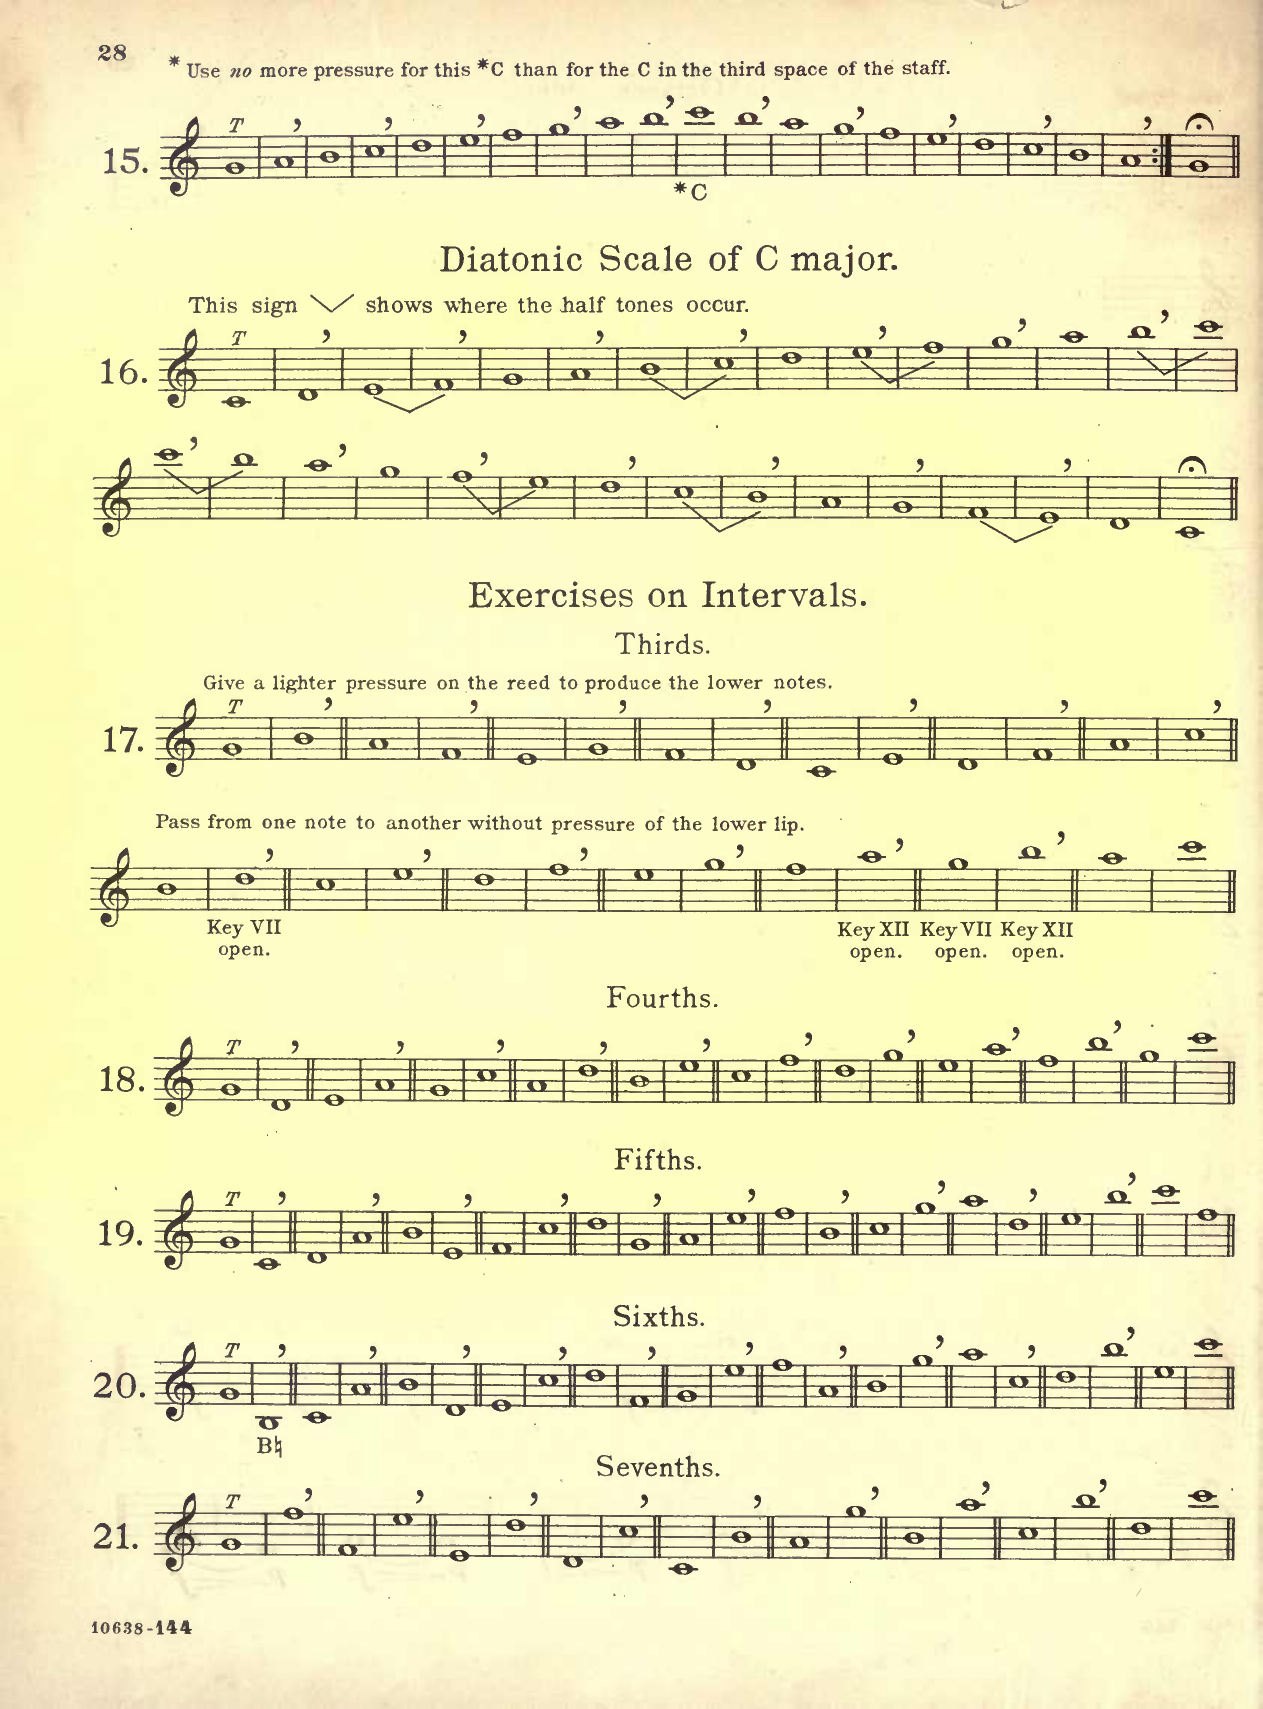 28
* Use no more pressure for this *C than for the C in the third space of the staff.
T
15.
*C
Diatonic Scale of C major.
This sign shows where the half tones occur.
T
16.
Exercises on Intervals.
Thirds.
Give a lighter pressure on the reed to produce the lower notes.
T
17.
Pass from one note to another without pressure of the lower lip.
Key VII Key XII Key VII Key XII
open. open. open. open.
Fourths.
T
18.
Fifths.
T
19.
Sixths.
T
20.
B♮
Sevenths.
T
21.
10638-144